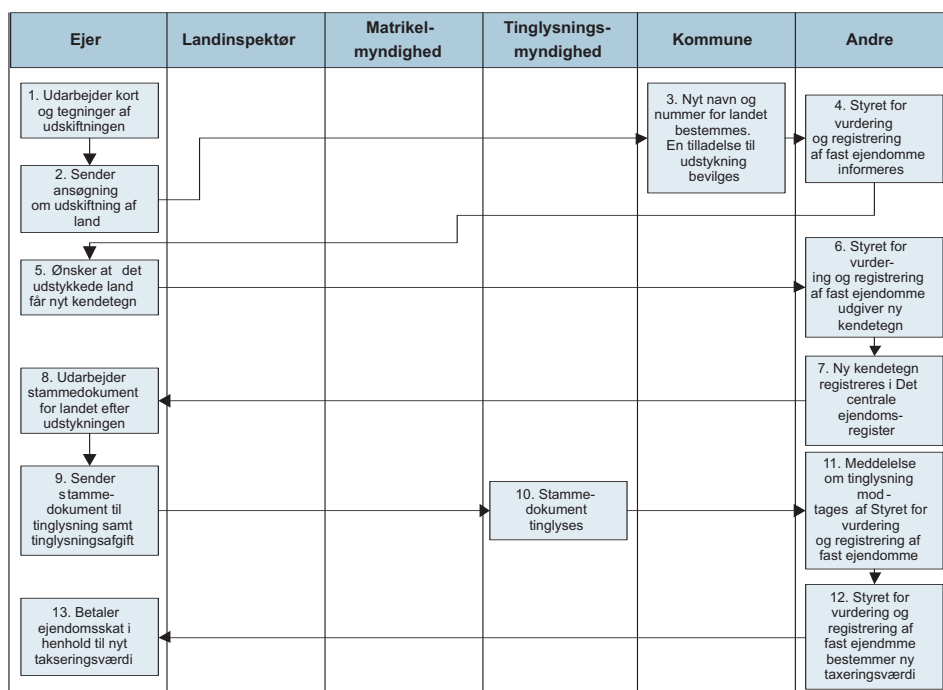 Ejer
Landinspektør
Matrikel-
myndighed
Tinglysnings-
myndighed
Kommune
Andre
1. Udarbejder kort
og tegninger af
udskiftningen
2. Sender
ansøgning
om udskiftning af
land
3. Nyt navn og
nummer for landet
bestemmes.
En tilladelse til
udstykning
bevilges
4. Styret for
vurdering
og registrering
af fast ejendomme
informeres
5. Ønsker at det
udstykkede land
får nyt kendetegn
6. Styret for
vurder-
ing og registrering
af fast ejendomme
udgiver ny
kendetegn
7. Ny kendetegn
registreres i Det
centrale
ejendoms-
register
8. Udarbejder
stammedokument
for landet efter
udstykningen
9. Sender
stamme-
dokument til
tinglysning samt
tinglysningsafgift
10. Stamme-
dokument
tinglyses
11. Meddelelse
om tinglysning
mod -
tages af Styret for
vurdering
og registrering af
fast ejendomme
12. Styret for
vurdering og
registrering af
fast ejendmme
bestemmer ny
taxeringsværdi
13. Betaler
ejendomsskat i
henhold til nyt
takseringsværdi